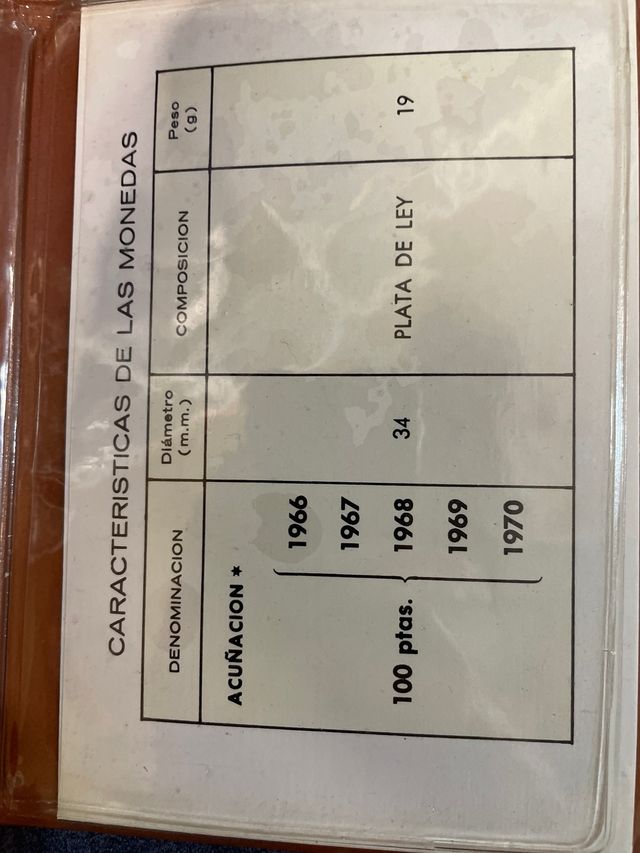 CARACTERISTICAS DE LAS MONEDAS
DENOMINACION Diámetro (m.m.) COMPOSICION Peso (g)
ACUÑACION *
1966
1967
100 ptas. 1968 34 PLATA DE LEY 19
1969
1970